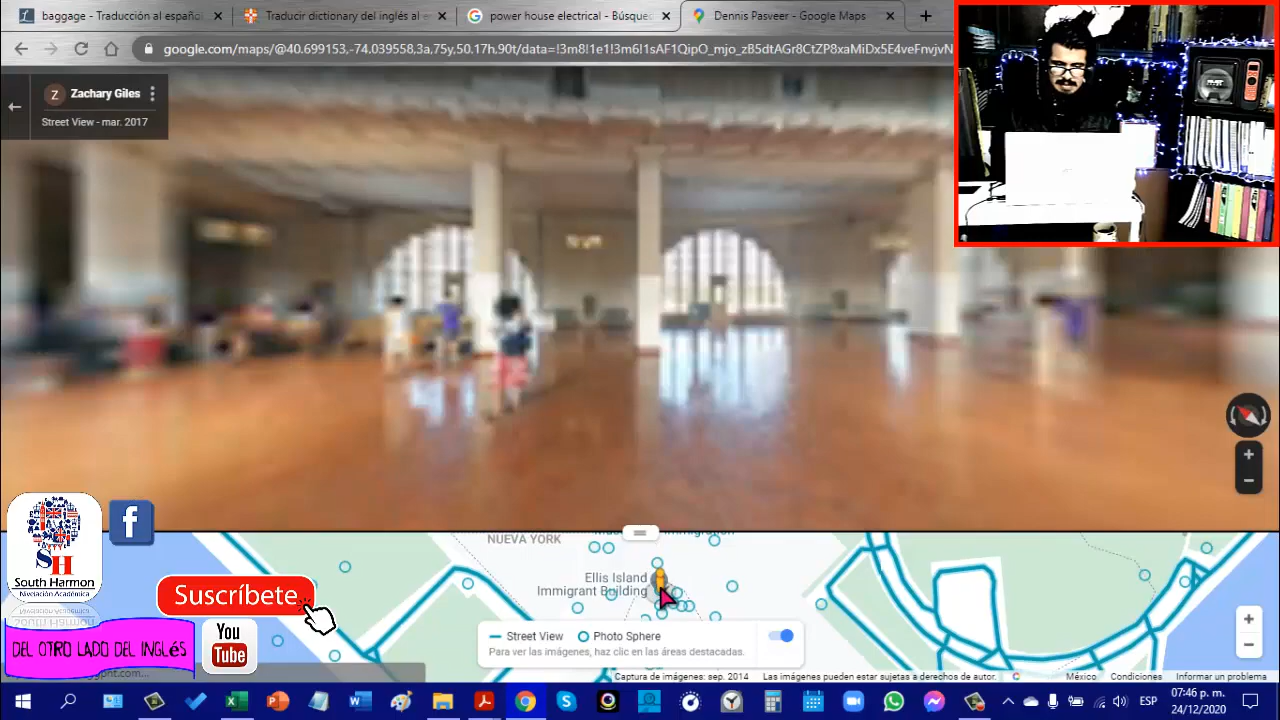 baggage - Traducción al español
Traducir dictionary del inglés al e
power house electrical - Búsque
Dennis Pasveer - Google Maps
google.com/maps/@40.699153,-74.039558,3a,75y,50.17h,90t/data=!3m8!1e1!3m6!1sAF1QipO_mjo_zB5dtAGr8CtZP8xaMiDx5E4veFnvjvN
Z
Zachary Giles
Street View - mar. 2017
NUEVA YORK
Ellis Island
Immigrant Building
Street View
Photo Sphere
Para ver las imágenes, haz clic en las áreas destacadas.
SH
South Harmon
Nivelación Académica
Suscríbete
DEL OTRO LADO DEL INGLéS
You
Tube
Captura de imágenes: sep. 2014
Las imágenes pueden estar sujetas a derechos de autor.
México
Condiciones
Informar un problema
ESP
07:46 p. m.
24/12/2020